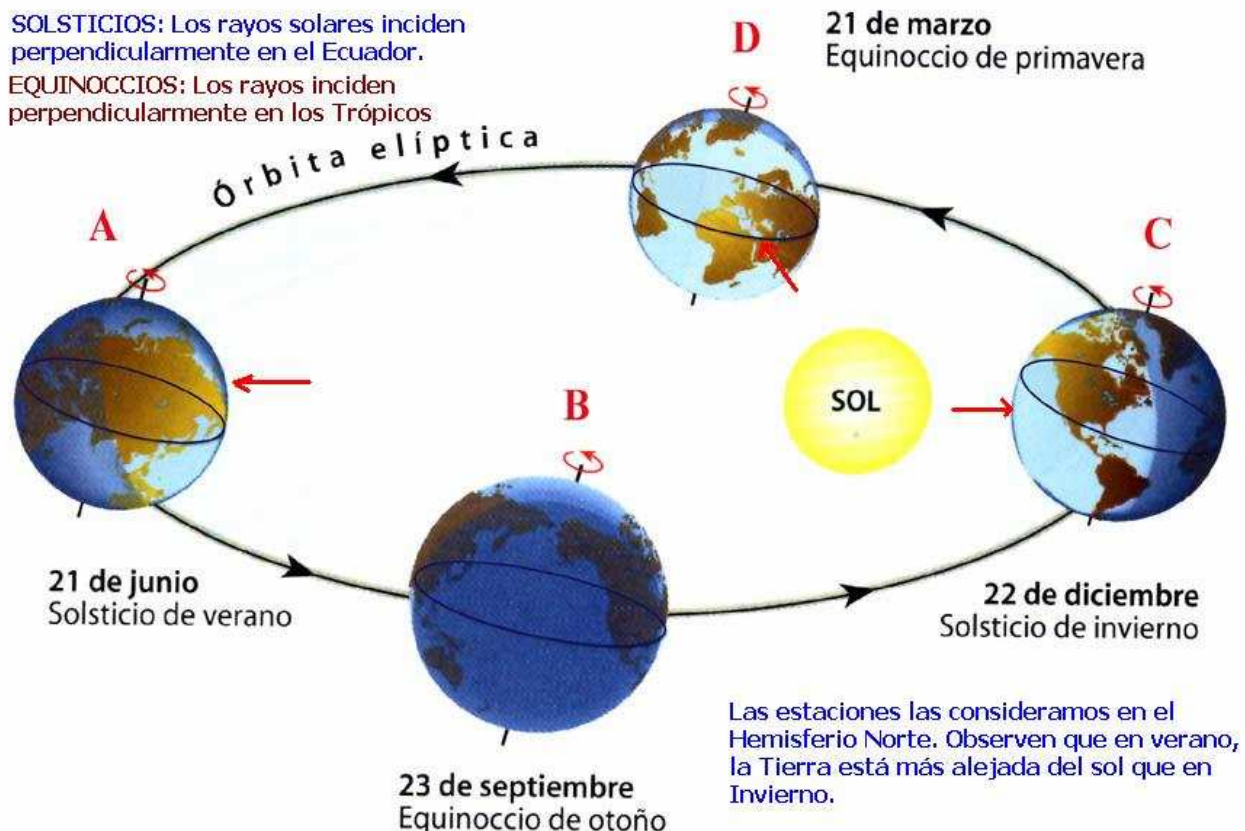 SOLSTICIOS: Los rayos solares inciden
perpendicularmente en el Ecuador.
EQUINOCCIOS: Los rayos inciden
perpendicularmente en los Trópicos
D
21 de marzo
Equinoccio de primavera
Órbita elíptica
A
C
B
SOL
21 de junio
Solsticio de verano
22 de diciembre
Solsticio de invierno
23 de septiembre
Equinoccio de otoño
Las estaciones las consideramos en el
Hemisferio Norte. Observen que en verano,
la Tierra está más alejada del sol que en
Invierno.